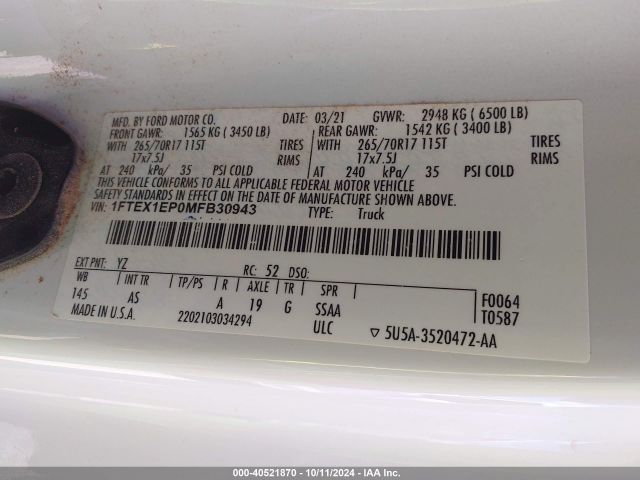 MFD. BY FORD MOTOR CO. DATE: 03/21 GVWR: 2948 KG ( 6500 LB)
FRONT GAWR: 1565 KG ( 3450 LB) REAR GAWR: 1542 KG ( 3400 LB)
WITH 265/70R17 115T TIRES WITH 265/70R17 115T TIRES
17x7.5J RIMS 17x7.5J RIMS
AT 240 kPa/ 35 PSI COLD AT 240 kPa/ 35 PSI COLD
THIS VEHICLE CONFORMS TO ALL APPLICABLE FEDERAL MOTOR VEHICLE
SAFETY STANDARDS IN EFFECT ON THE DATE OF MANUFACTURE SHOWN ABOVE.
VIN: 1FTEX1EP0MFB30943 TYPE: Truck
EXT PNT: YZ RC: 52 DSO:
WB INT TR TP/PS R AXLE TR SPR F0064
145 AS A 19 G SSAA T0587
MADE IN U.S.A. 2202103034294 ULC 5U5A-3520472-AA
000-40521870 - 10/11/2024 - IAA Inc.